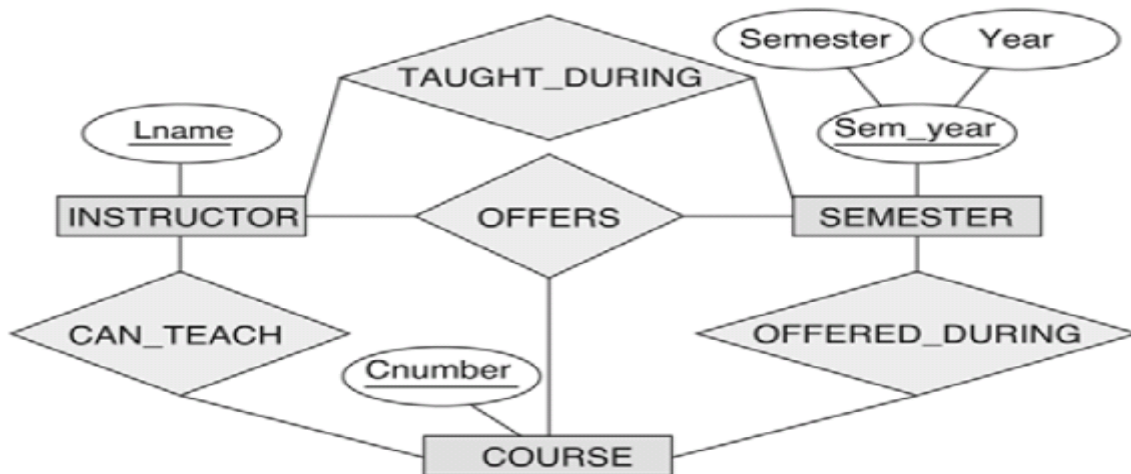 Semester
Year
TAUGHT_DURING
Lname
Sem_year
INSTRUCTOR
OFFERS
SEMESTER
CAN_TEACH
OFFERED_DURING
Cnumber
COURSE